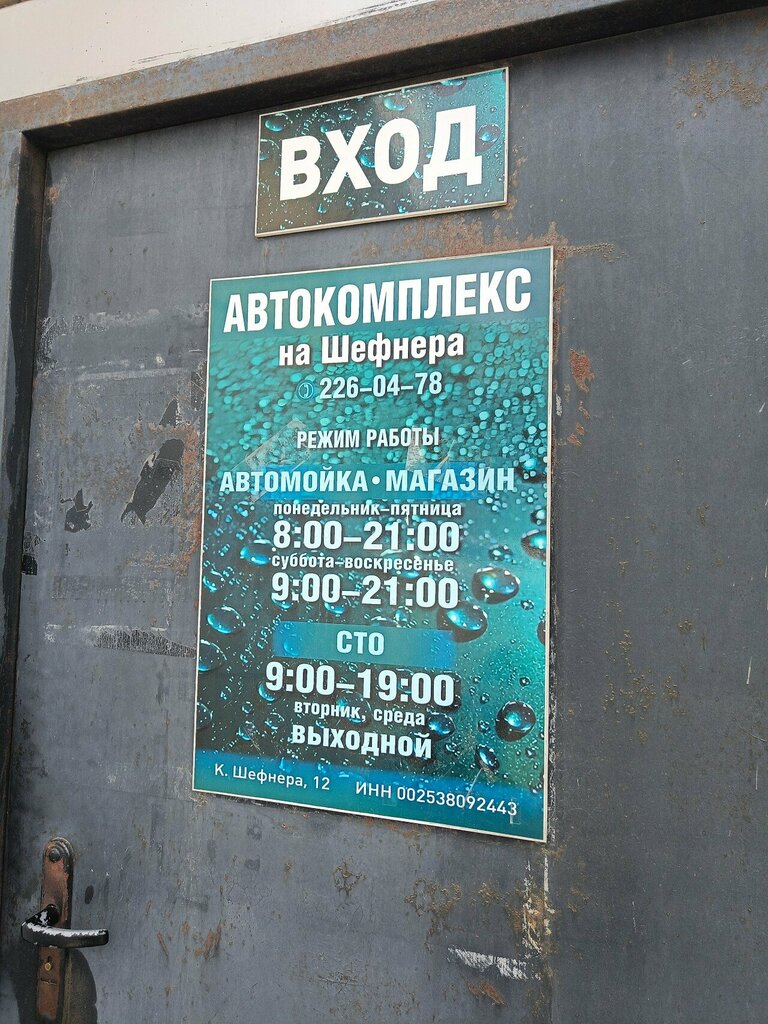 ВХОД
АВТОКОМПЛЕКС
на Шефнера
✆ 226-04-78
РЕЖИМ РАБОТЫ
АВТОМОЙКА • МАГАЗИН
понедельник-пятница
8:00-21:00
суббота-воскресенье
9:00-21:00
СТО
9:00-19:00
вторник, среда
ВЫХОДНОЙ
К. Шефнера, 12 ИНН 002538092443